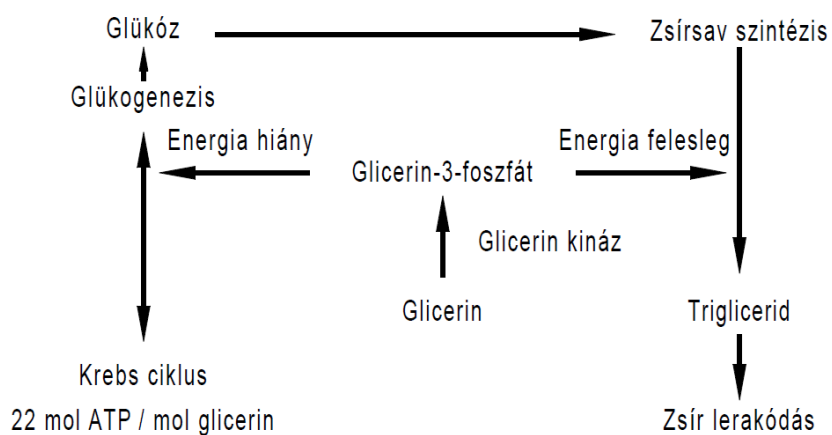 Glükóz
Zsírsav szintézis
Glükogenezis
Energia hiány
Energia felesleg
Glicerin-3-foszfát
Glicerin kináz
Glicerin
Triglicerid
Krebs ciklus
22 mol ATP / mol glicerin
Zsír lerakódás